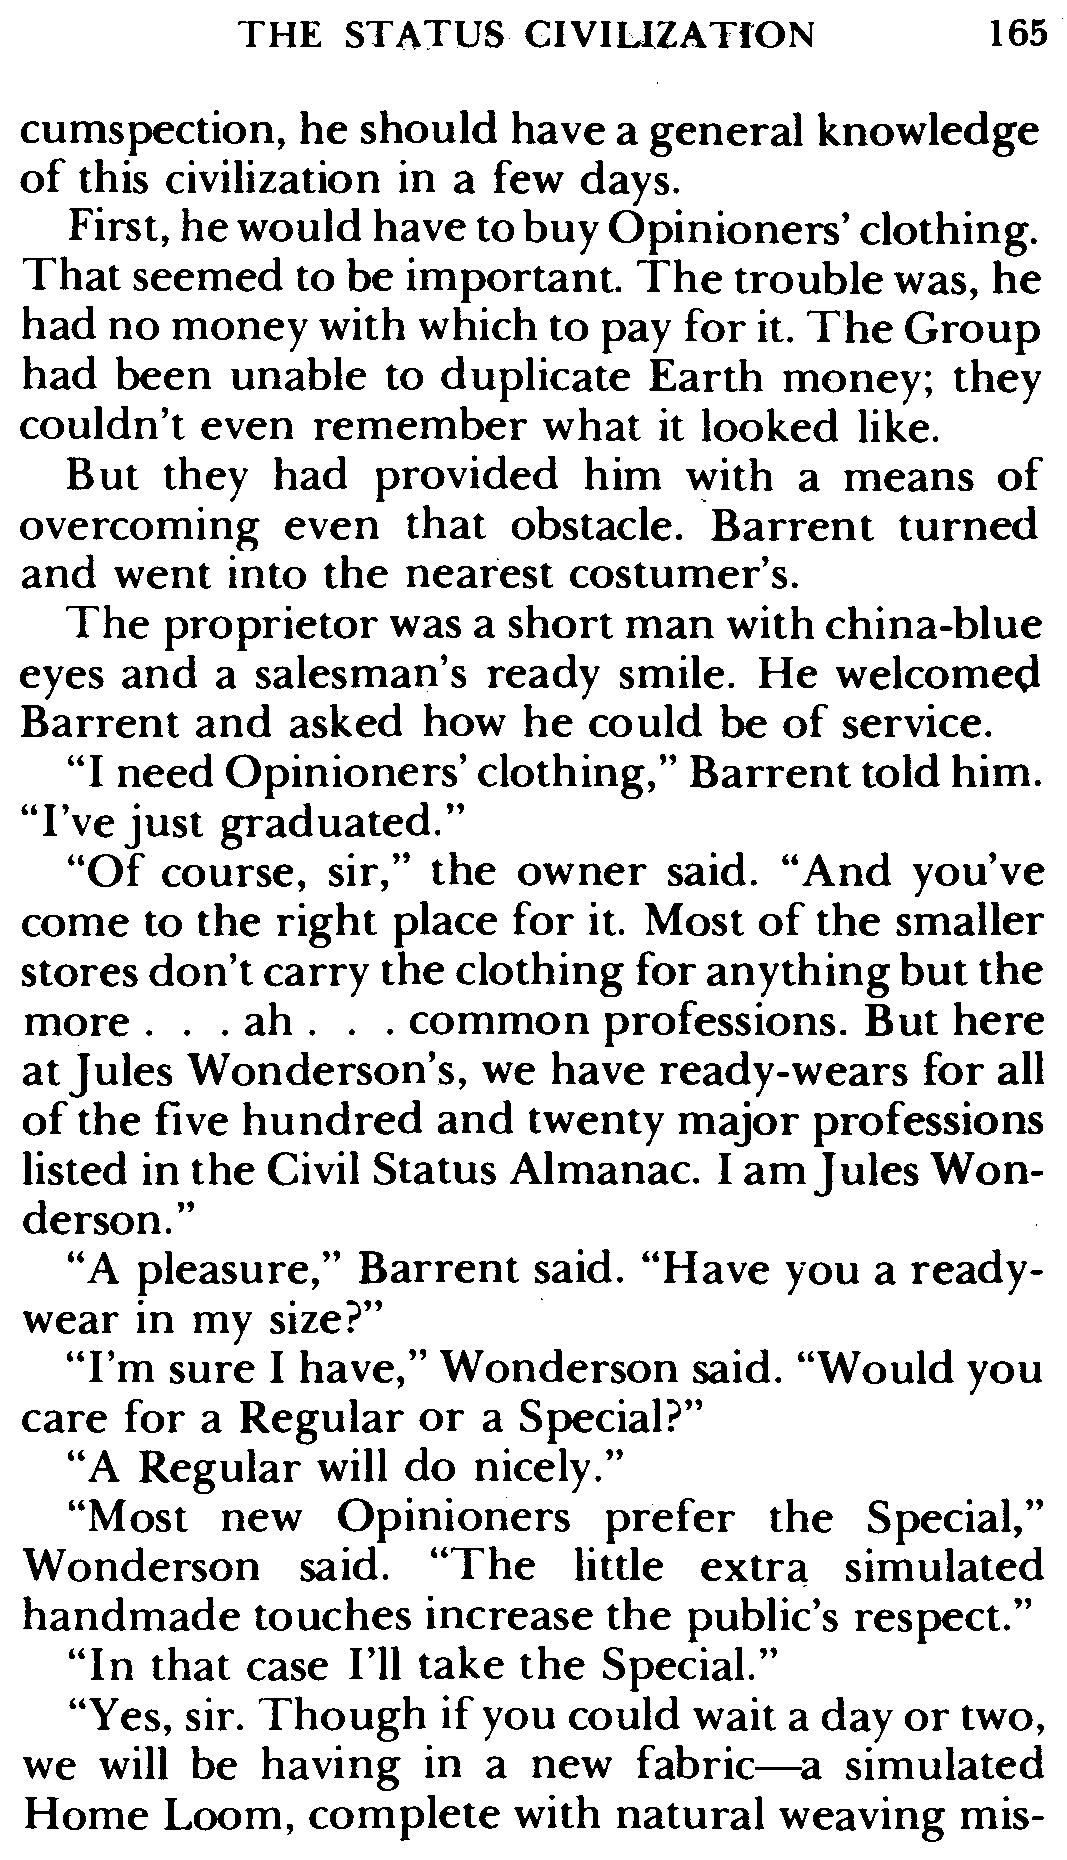 THE STATUS CIVILIZATION 165
cumspection, he should have a general knowledge
of this civilization in a few days.
First, he would have to buy Opinioners' clothing.
That seemed to be important. The trouble was, he
had no money with which to pay for it. The Group
had been unable to duplicate Earth money; they
couldn't even remember what it looked like.
But they had provided him with a means of
overcoming even that obstacle. Barrent turned
and went into the nearest costumer's.
The proprietor was a short man with china-blue
eyes and a salesman's ready smile. He welcomed
Barrent and asked how he could be of service.
“I need Opinioners' clothing,” Barrent told him.
“I've just graduated.”
“Of course, sir,” the owner said. “And you've
come to the right place for it. Most of the smaller
stores don't carry the clothing for anything but the
more . . . ah . . . common professions. But here
at Jules Wonderson's, we have ready-wears for all
of the five hundred and twenty major professions
listed in the Civil Status Almanac. I am Jules Won-
derson.”
“A pleasure,” Barrent said. “Have you a ready-
wear in my size?”
“I'm sure I have,” Wonderson said. “Would you
care for a Regular or a Special?”
“A Regular will do nicely.”
“Most new Opinioners prefer the Special,”
Wonderson said. “The little extra simulated
handmade touches increase the public's respect.”
“In that case I'll take the Special.”
“Yes, sir. Though if you could wait a day or two,
we will be having in a new fabric—a simulated
Home Loom, complete with natural weaving mis-